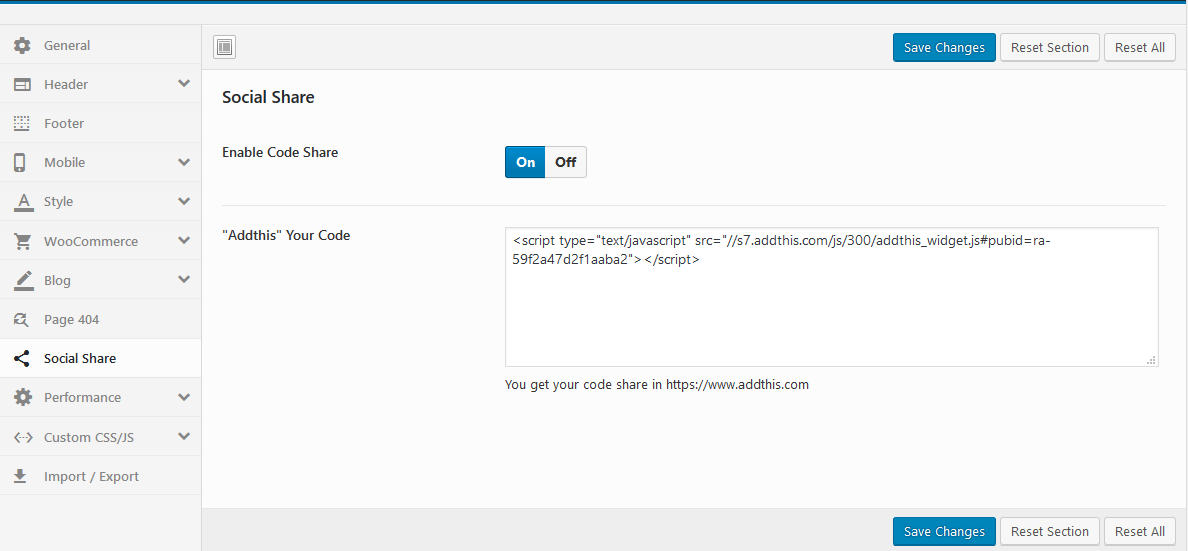 General
Header
Footer
Mobile
Style
WooCommerce
Blog
Page 404
Social Share
Performance
Custom CSS/JS
Import / Export
Save Changes Reset Section Reset All
Social Share
Enable Code Share On Off
"Addthis" Your Code
<script type="text/javascript" src="//s7.addthis.com/js/300/addthis_widget.js#pubid=ra-
59f2a47d2f1aaba2"></script>
You get your code share in https://www.addthis.com
Save Changes Reset Section Reset All